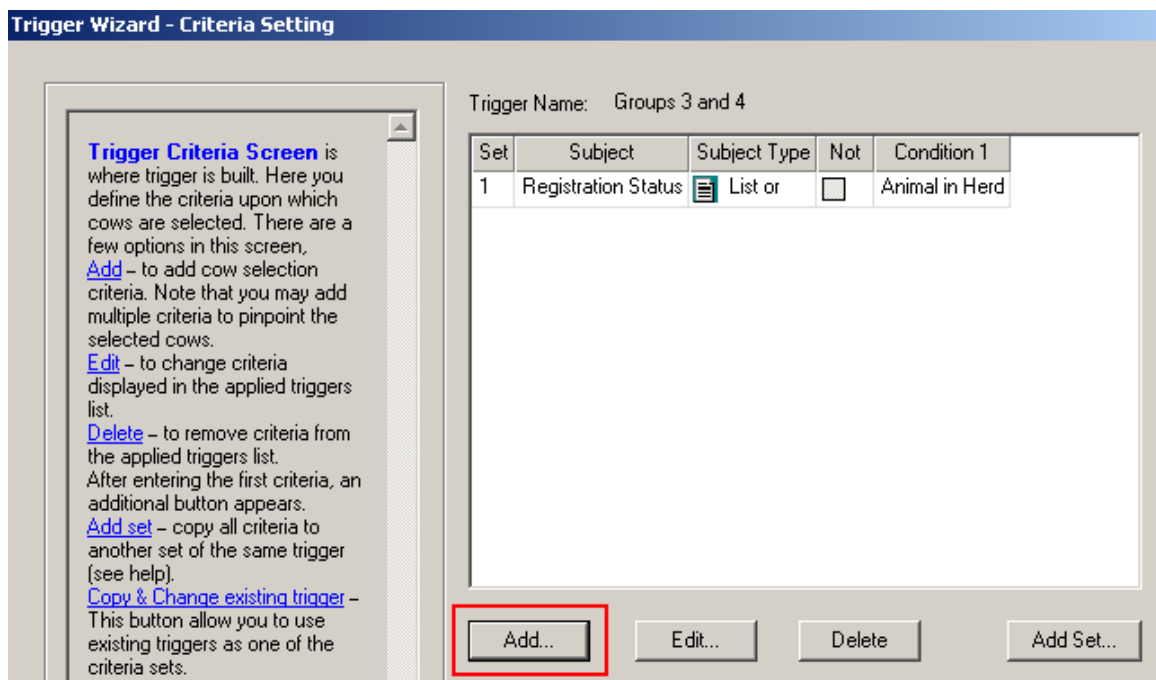 Trigger Wizard - Criteria Setting
Trigger Criteria Screen is
where trigger is built. Here you
define the criteria upon which
cows are selected. There are a
few options in this screen,
Add – to add cow selection
criteria. Note that you may add
multiple criteria to pinpoint the
selected cows.
Edit – to change criteria
displayed in the applied triggers
list.
Delete – to remove criteria from
the applied triggers list.
After entering the first criteria, an
additional button appears.
Add set – copy all criteria to
another set of the same trigger
(see help).
Copy & Change existing trigger –
This button allow you to use
existing triggers as one of the
criteria sets.
Trigger Name: Groups 3 and 4
Set Subject Subject Type Not Condition 1
1 Registration Status List or Animal in Herd
Add... Edit... Delete Add Set...